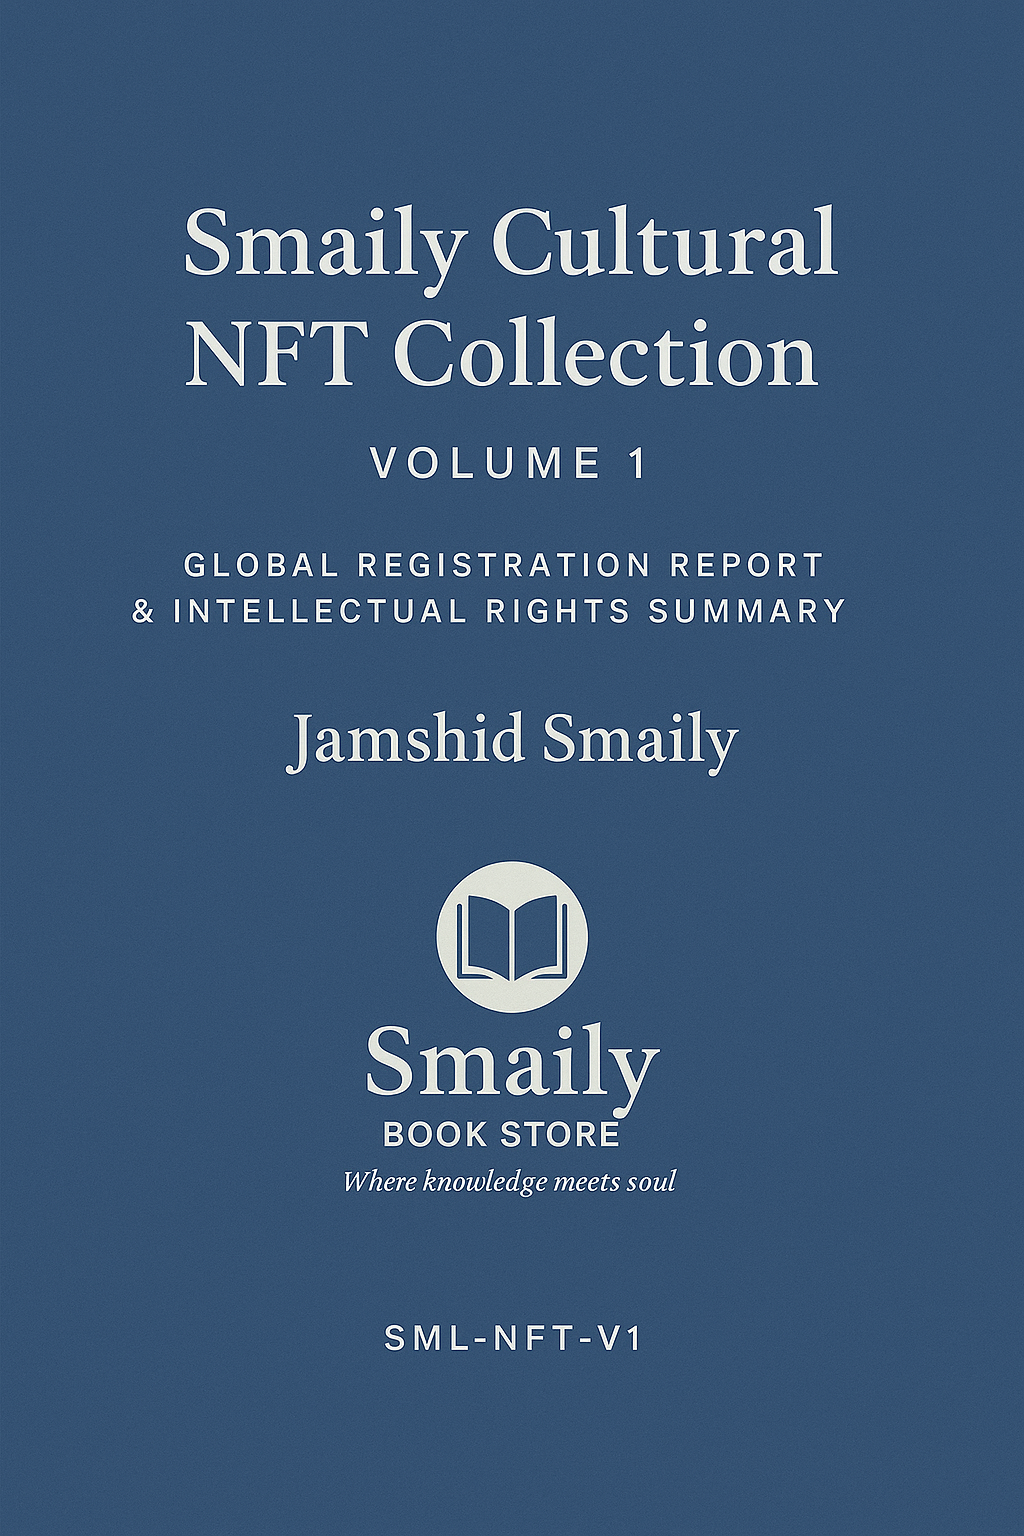 Smaily Cultural
NFT Collection
VOLUME 1
GLOBAL REGISTRATION REPORT
& INTELLECTUAL RIGHTS SUMMARY
Jamshid Smaily
Smaily
BOOK STORE
Where knowledge meets soul
SML-NFT-V1